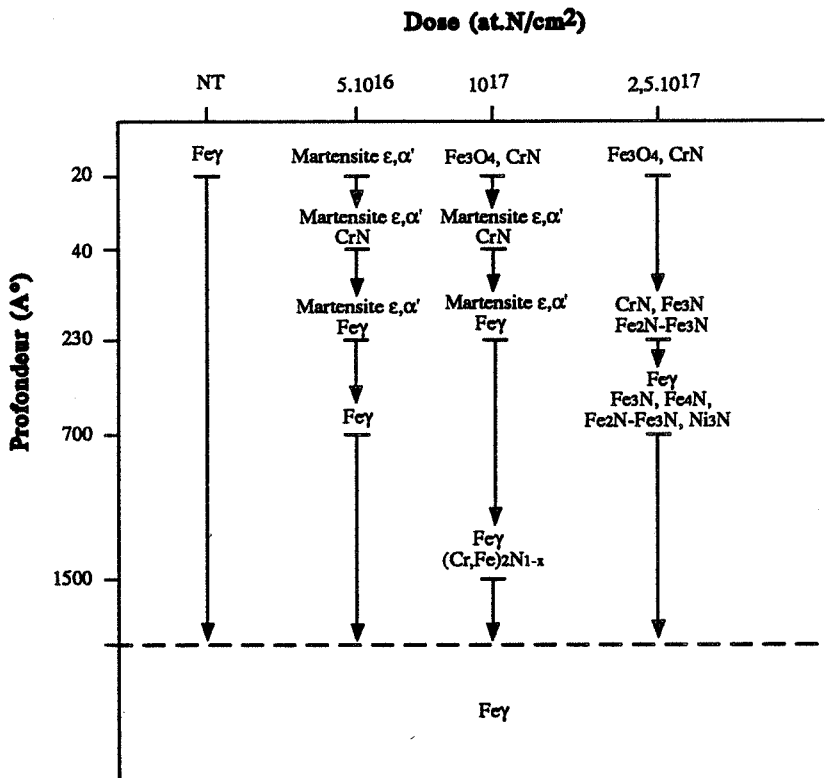 Dose (at.N/cm2)
NT 5.1016 1017 2,5.1017
Feγ Martensite ε,α' Fe3O4, CrN Fe3O4, CrN
20
Martensite ε,α' Martensite ε,α'
CrN CrN
40
Martensite ε,α' Martensite ε,α' CrN, Fe3N
Feγ Feγ Fe2N-Fe3N
230
Feγ
Fe3N, Fe4N,
Feγ Fe2N-Fe3N, Ni3N
700
Feγ
(Cr,Fe)2N1-x
1500
Feγ
Profondeur (A°)